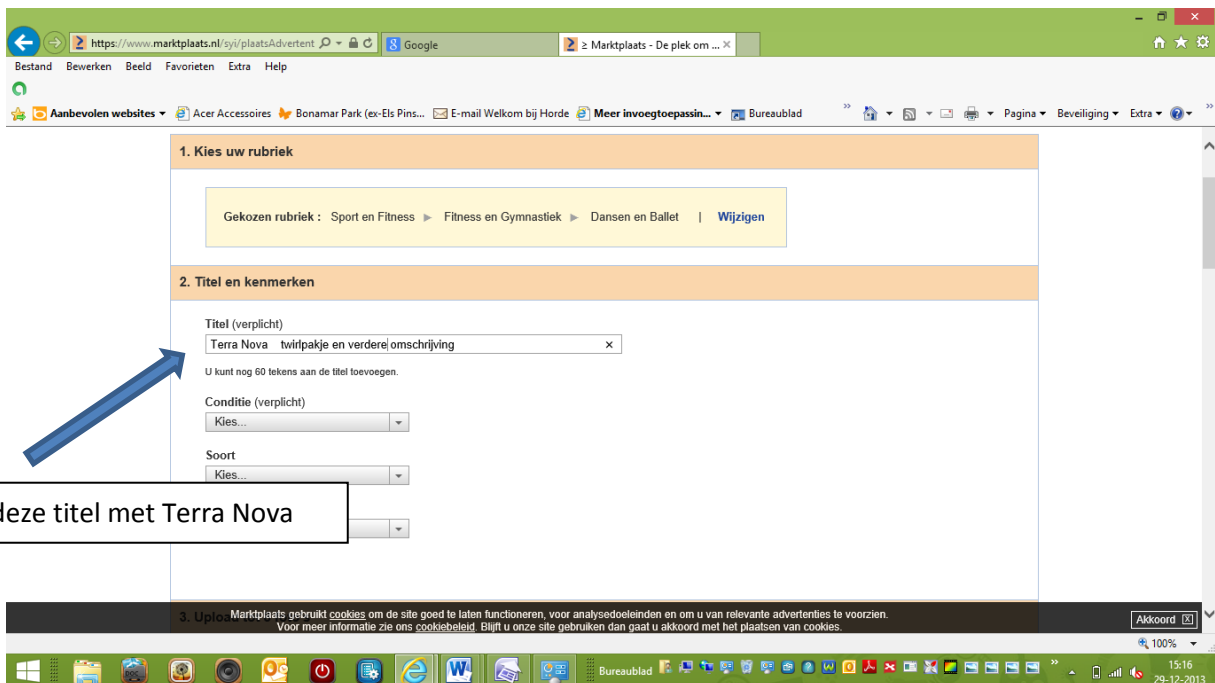 https://www.marktplaats.nl/syi/plaatsAdvertent
Google
≥ Marktplaats - De plek om ... ×
Bestand Bewerken Beeld Favorieten Extra Help
Aanbevolen websites
Acer Accessoires
Bonamar Park (ex-Els Pins...
E-mail Welkom bij Horde
Meer invoegtoepassin...
Bureaublad
Pagina
Beveiliging
Extra
1. Kies uw rubriek
Gekozen rubriek : Sport en Fitness ► Fitness en Gymnastiek ► Dansen en Ballet | Wijzigen
2. Titel en kenmerken
Titel (verplicht)
Terra Nova twirlpakje en verdere omschrijving ×
U kunt nog 60 tekens aan de titel toevoegen.
Conditie (verplicht)
Kies...
Soort
Kies...
deze titel met Terra Nova
Marktplaats gebruikt cookies om de site goed te laten functioneren, voor analysedoeleinden en om u van relevante advertenties te voorzien.
Voor meer informatie zie ons cookiebeleid. Blijft u onze site gebruiken dan gaat u akkoord met het plaatsen van cookies.
Akkoord
100%
Bureaublad
15:16
29-12-2013